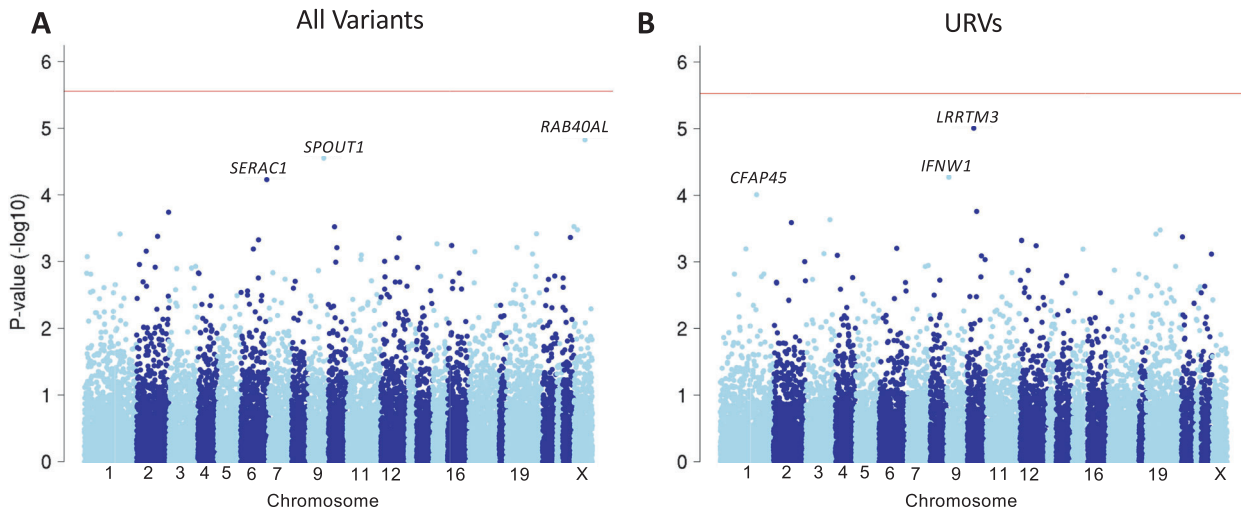 A
All Variants
P-value (-log10)
6
5
4
3
2
1
0
RAB40AL
SPOUT1
SERAC1
1 2 3 4 5 6 7 9 11 12 16 19 X
Chromosome
B
URVs
6
5
4
3
2
1
0
LRRTM3
IFNW1
CFAP45
1 2 3 4 5 6 7 9 11 12 16 19 X
Chromosome